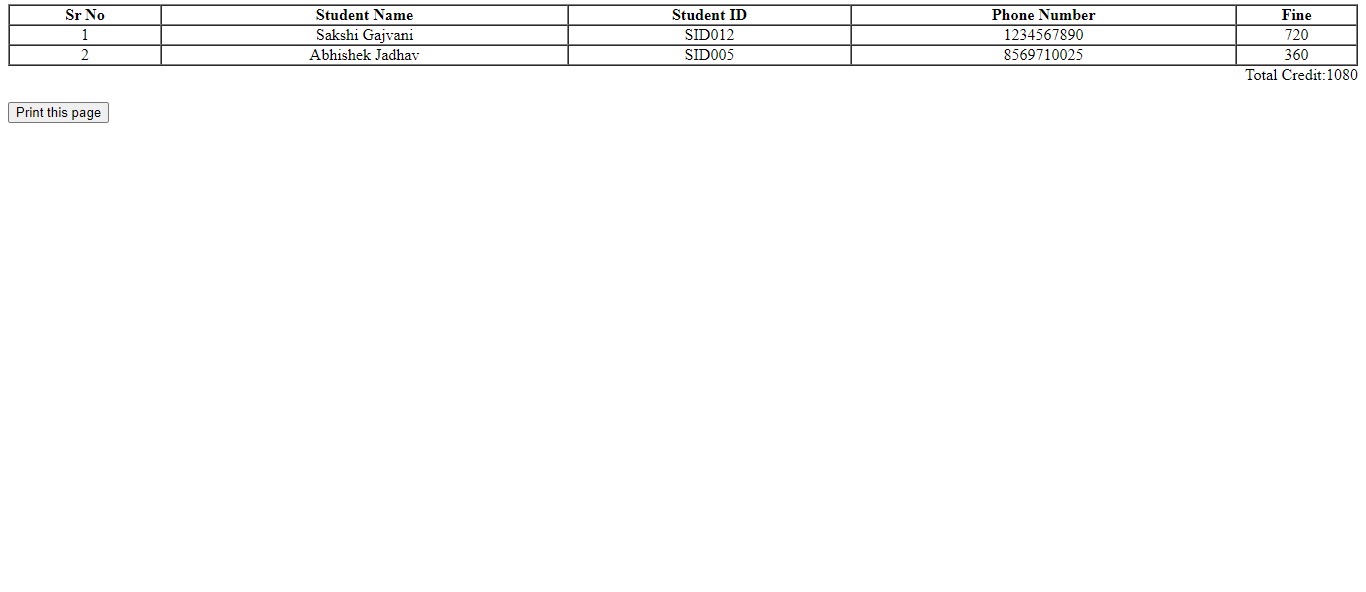 Sr No Student Name Student ID Phone Number Fine
1 Sakshi Gajvani SID012 1234567890 720
2 Abhishek Jadhav SID005 8569710025 360
Total Credit:1080
Print this page